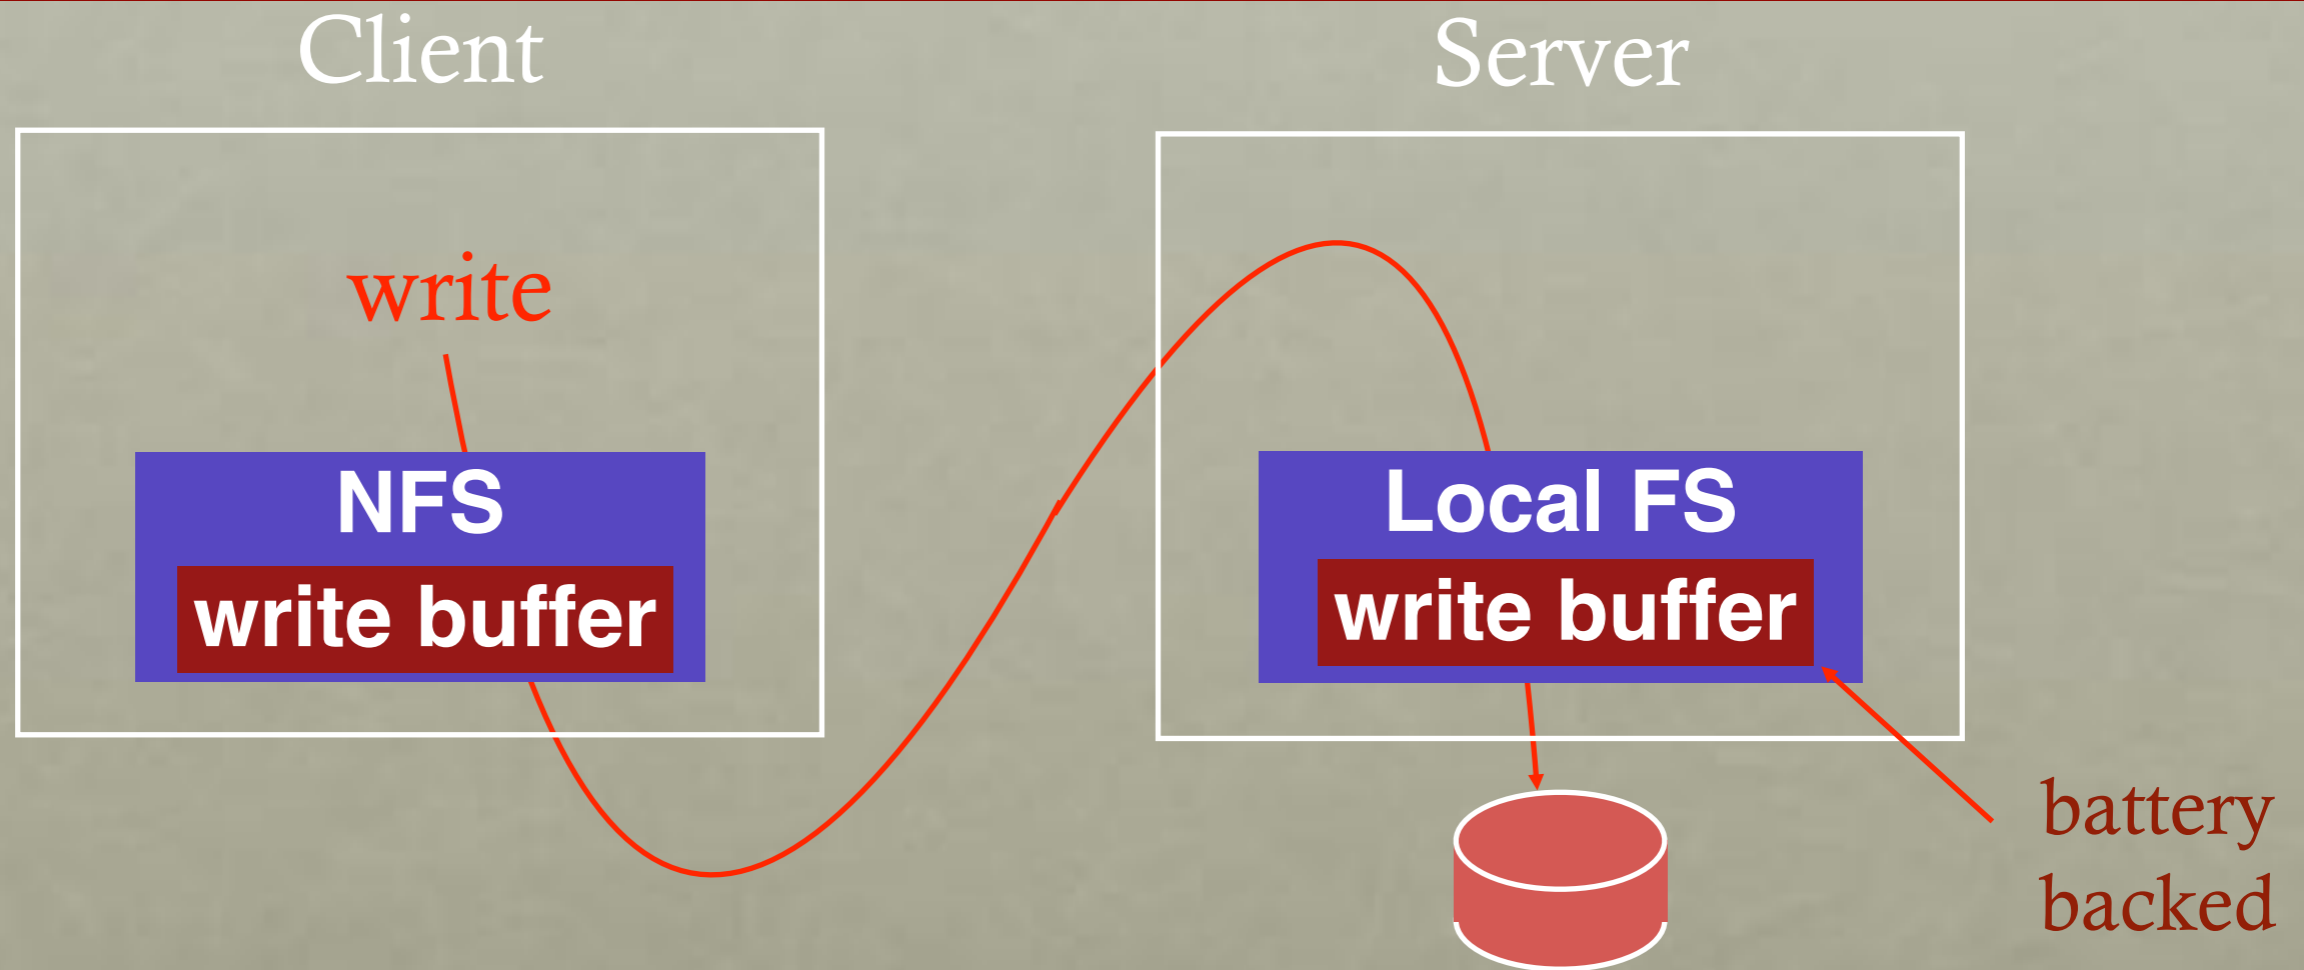 Client
Server
write
NFS
write buffer
Local FS
write buffer
battery
backed